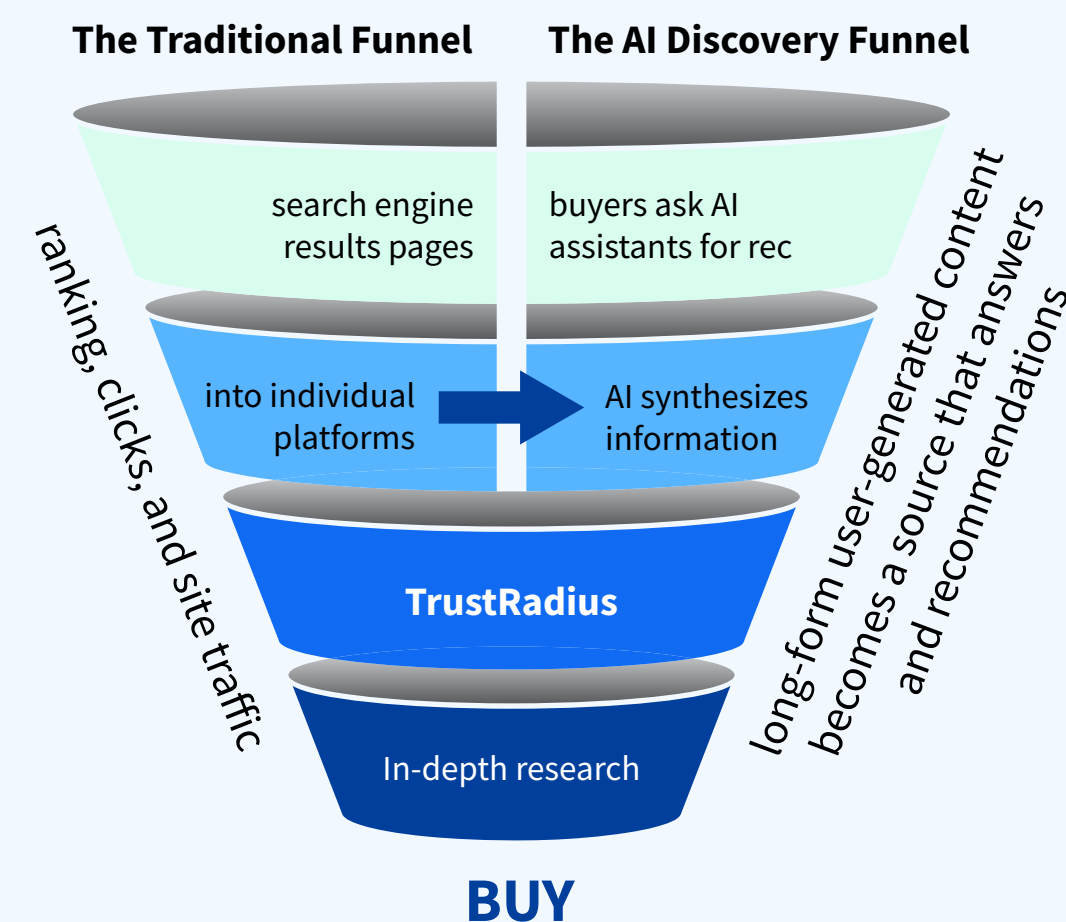 The Traditional Funnel
The AI Discovery Funnel
search engine
results pages
buyers ask AI
assistants for rec
into individual
platforms
AI synthesizes
information
TrustRadius
In-depth research
BUY
ranking, clicks, and site traffic
long-form user-generated content
becomes a source that answers
and recommendations